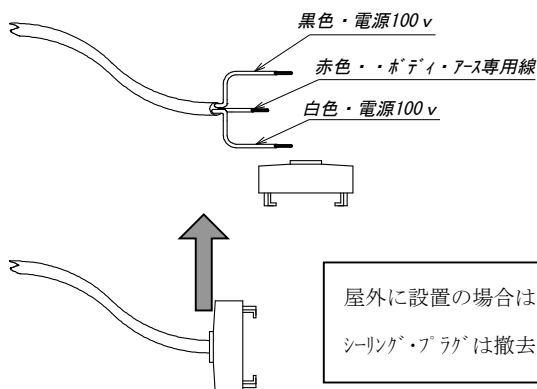 黒色・電源100ｖ
赤色・・ﾎﾞﾃﾞｨ・ｱｰｽ専用線
白色・電源100ｖ
屋外に設置の場合は
ｼｰﾘﾝｸﾞ・ﾌﾟﾗｸﾞは撤去